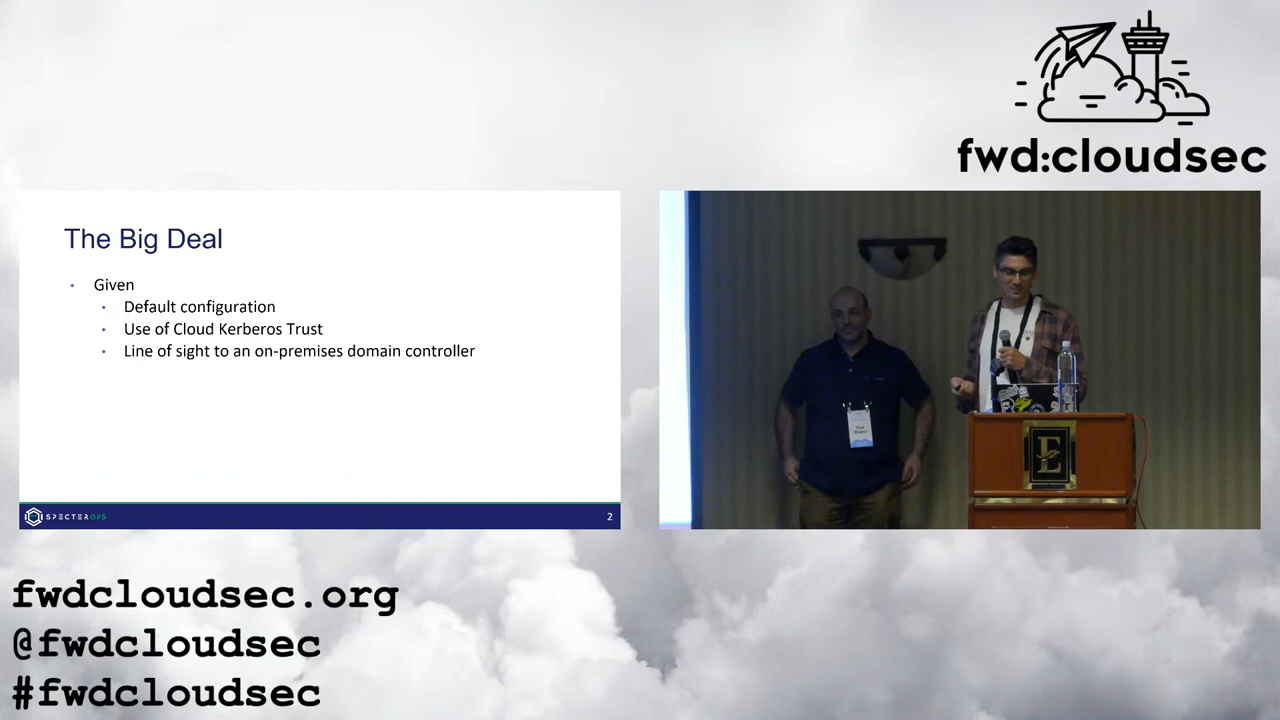 fwd:cloudsec
The Big Deal
• Given
• Default configuration
• Use of Cloud Kerberos Trust
• Line of sight to an on-premises domain controller
SPECTEROPS
2
E
fwdcloudsec.org
@fwdcloudsec
#fwdcloudsec